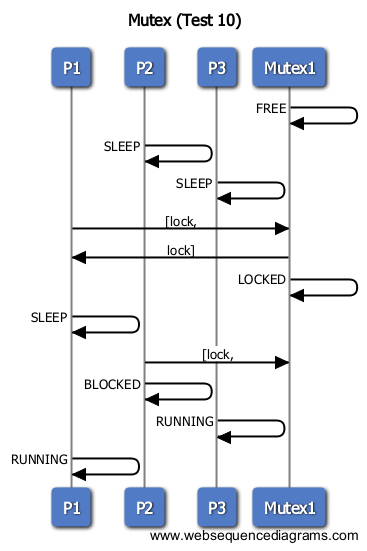 Mutex (Test 10)
P1 P2 P3 Mutex1
FREE
SLEEP
SLEEP
[lock,
lock]
LOCKED
SLEEP
[lock,
BLOCKED
RUNNING
RUNNING
P1 P2 P3 Mutex1
www.websequencediagrams.com